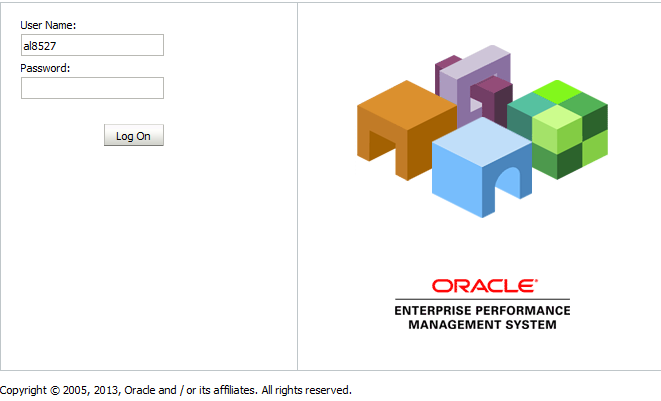 User Name:
al8527
Password:
Log On
ORACLE®
ENTERPRISE PERFORMANCE
MANAGEMENT SYSTEM
Copyright © 2005, 2013, Oracle and / or its affiliates. All rights reserved.